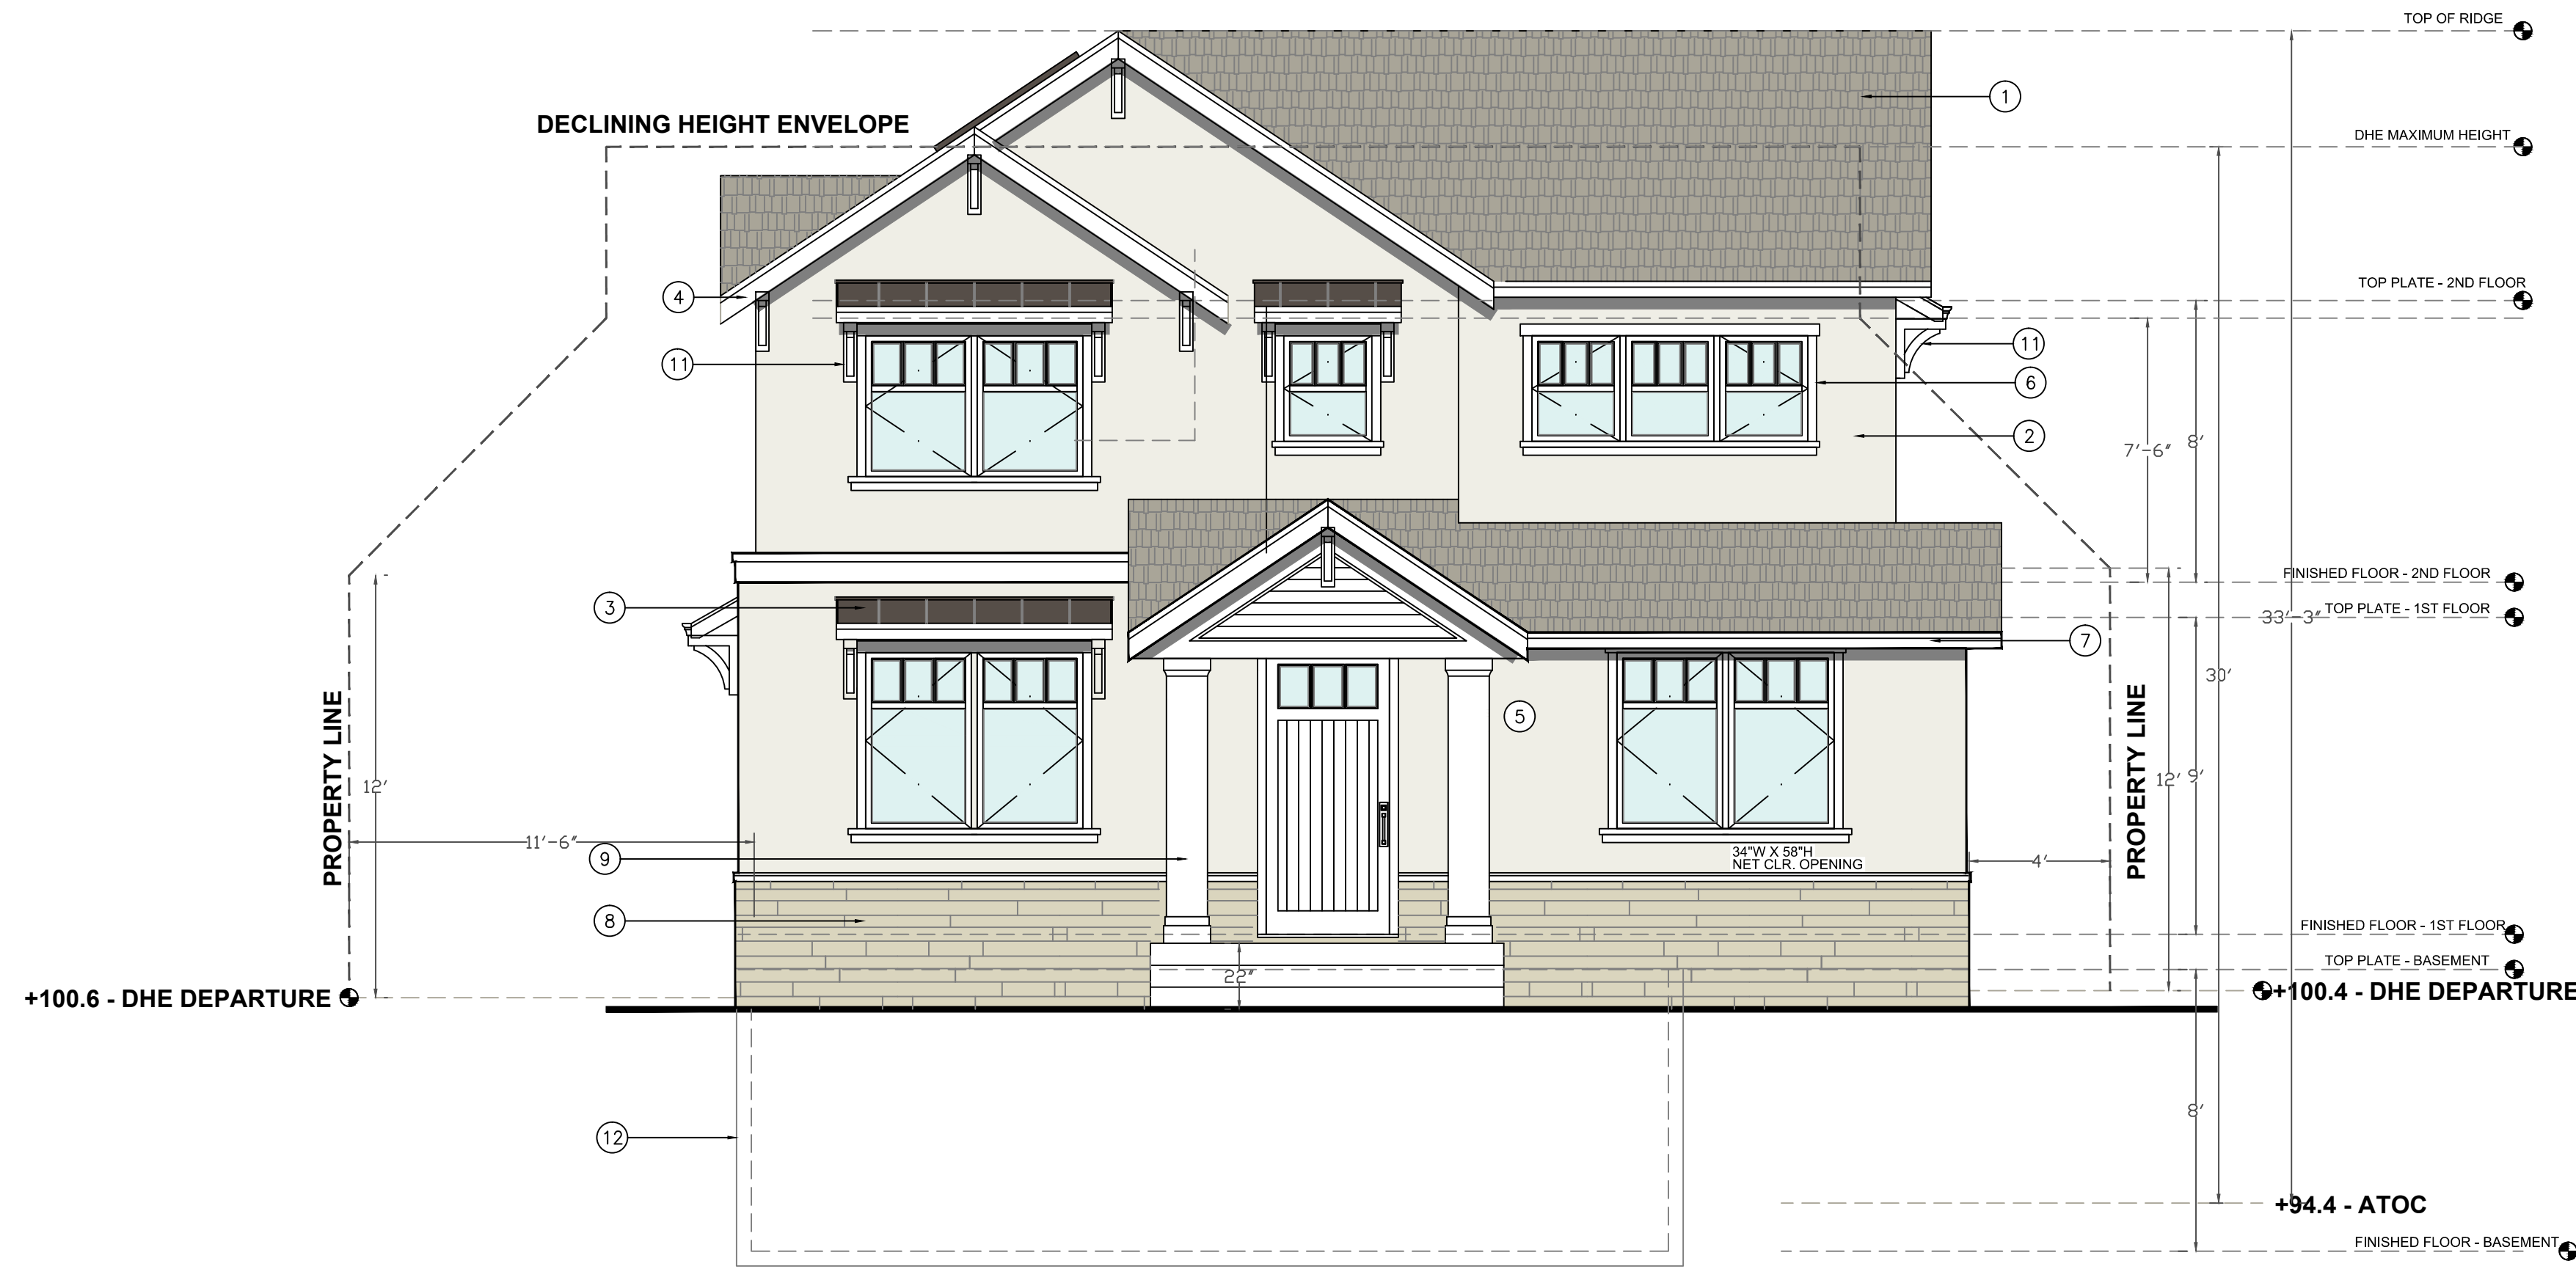 TOP OF RIDGE
1
DECLINING HEIGHT ENVELOPE
DHE MAXIMUM HEIGHT
TOP PLATE - 2ND FLOOR
4
11
11
6
2
7'-6"
8'
FINISHED FLOOR - 2ND FLOOR
3
33'-3"
TOP PLATE - 1ST FLOOR
7
30'
5
PROPERTY LINE
PROPERTY LINE
12'
12'
9'
11'-6"
9
34"W X 58"H
NET CLR. OPENING
4'
8
FINISHED FLOOR - 1ST FLOOR
TOP PLATE - BASEMENT
22"
+100.6 - DHE DEPARTURE
+100.4 - DHE DEPARTURE
8'
12
+94.4 - ATOC
FINISHED FLOOR - BASEMENT